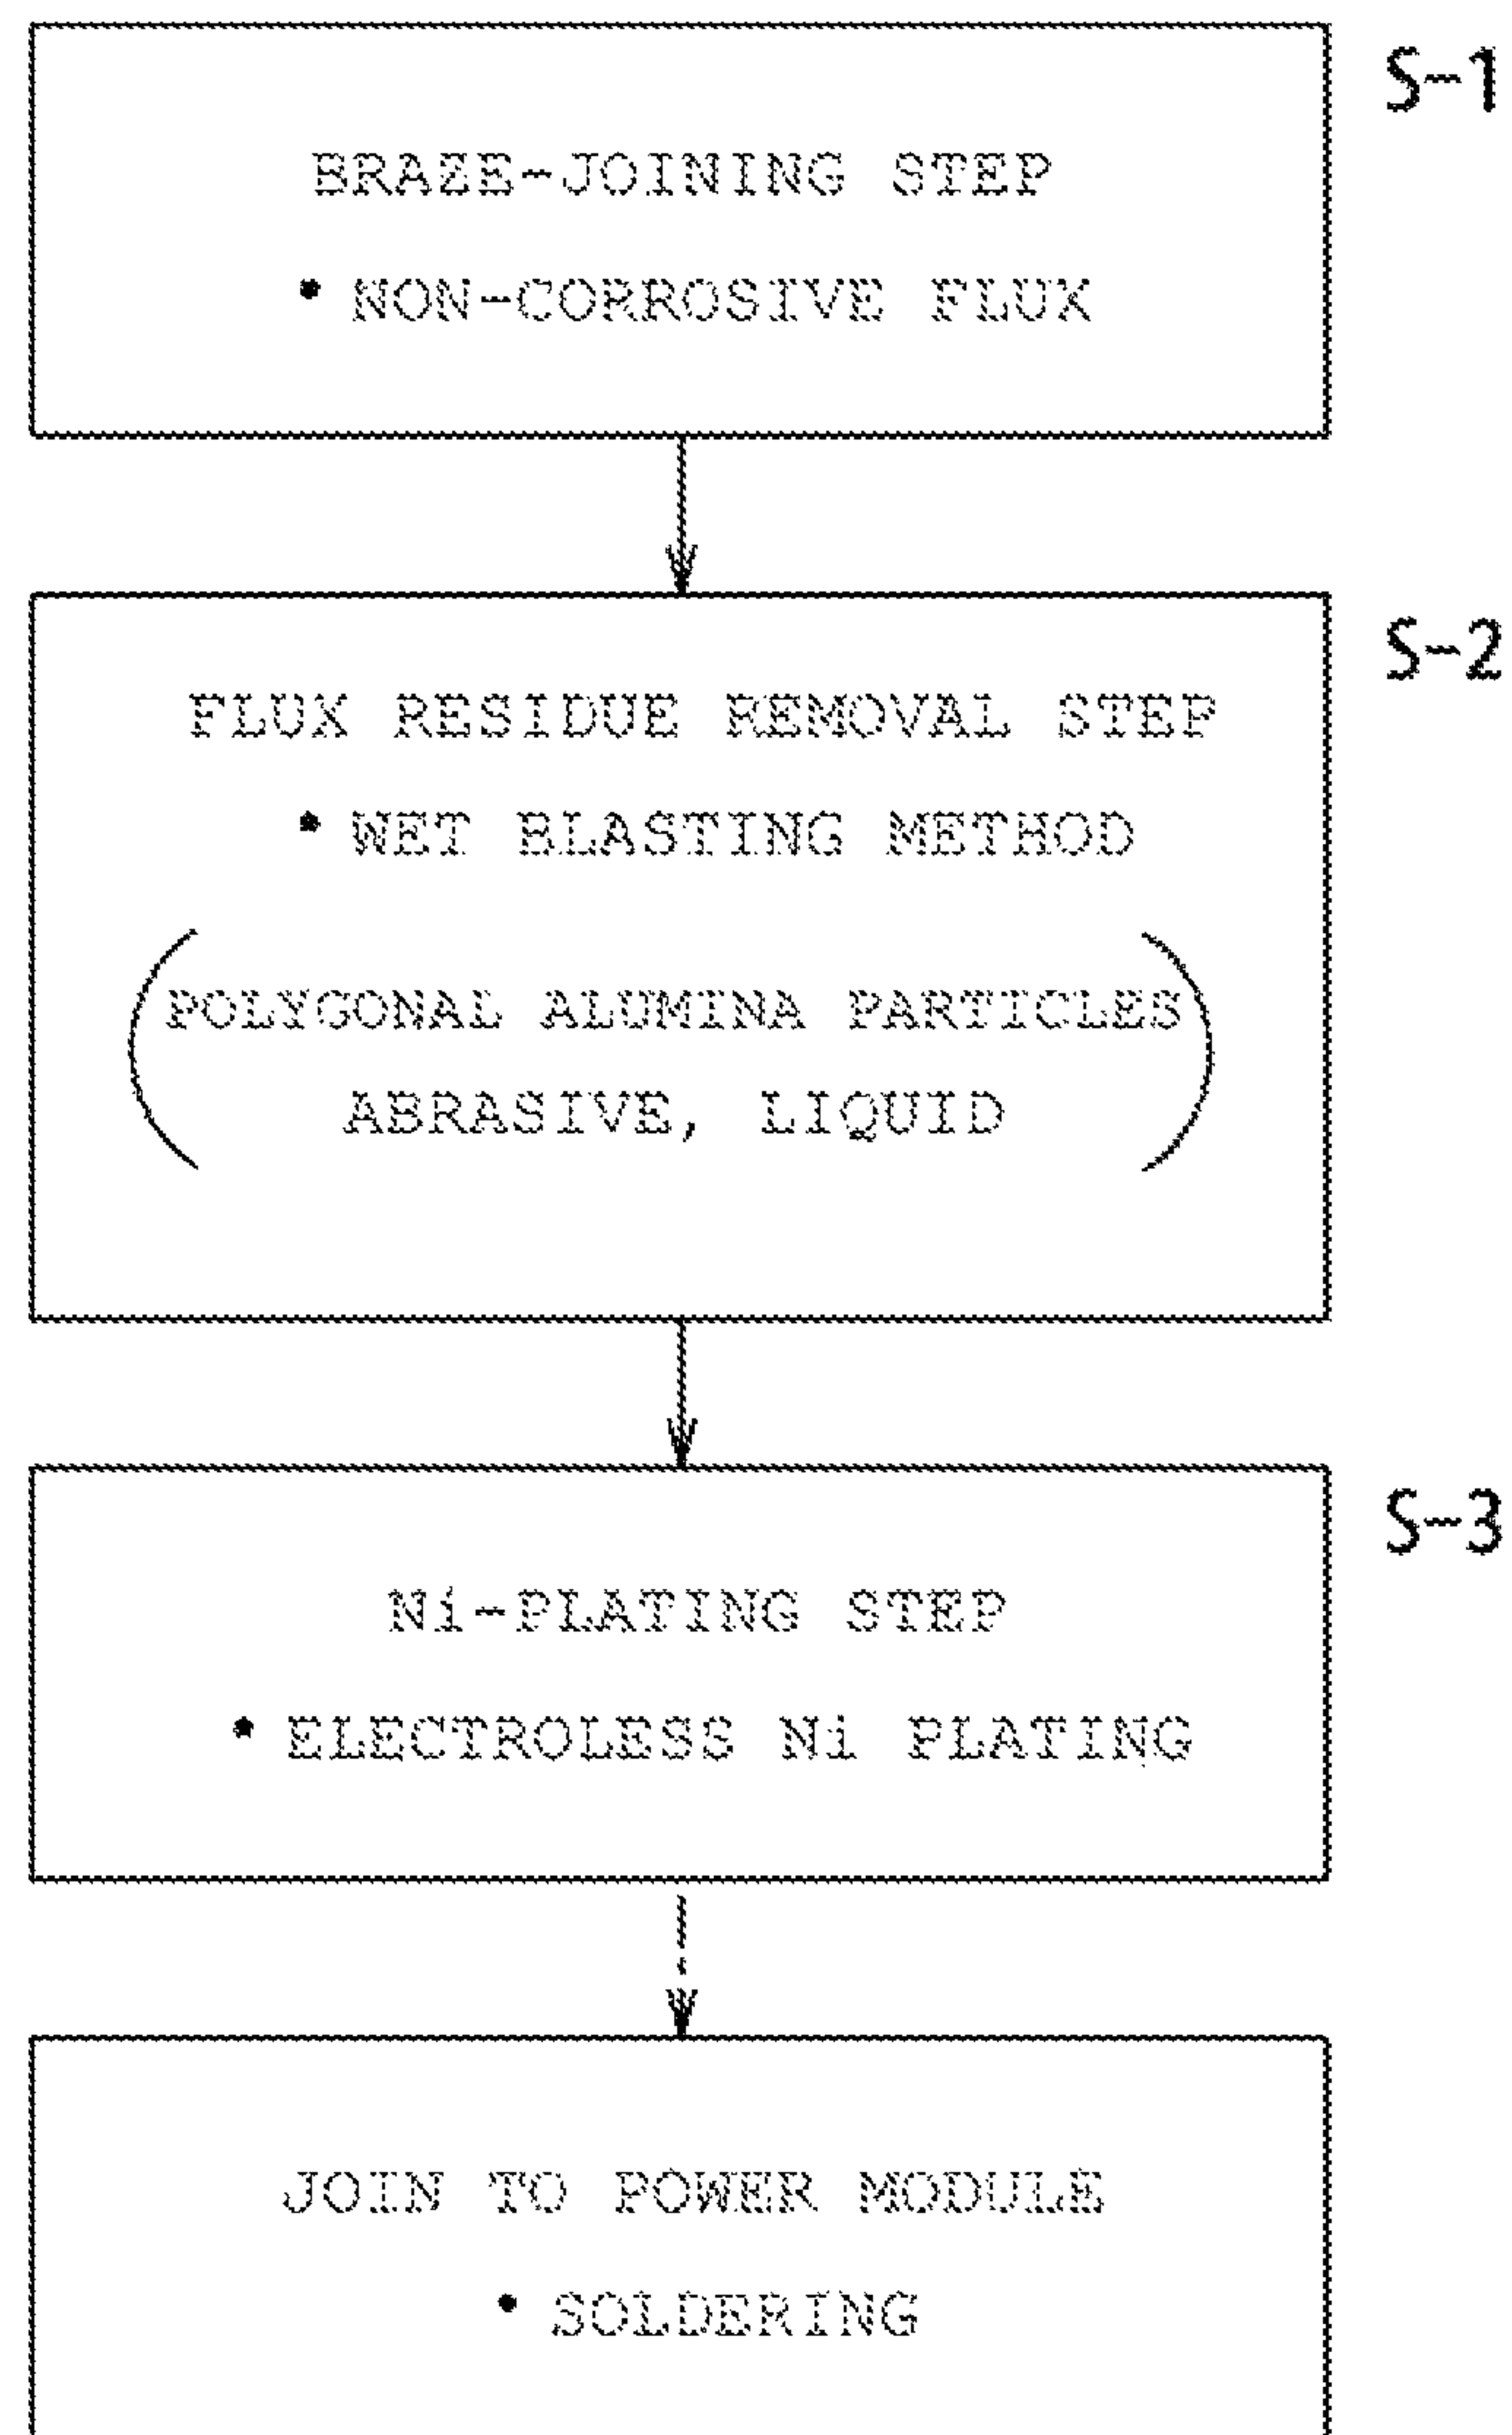 S-1
BRAZE-JOINING STEP
• NON-CORROSIVE FLUX
S-2
FLUX RESIDUE REMOVAL STEP
• WET BLASTING METHOD
(POLYGONAL ALUMINA PARTICLES
ABRASIVE, LIQUID)
S-3
Ni-PLATING STEP
• ELECTROLESS Ni PLATING
JOIN TO POWER MODULE
• SOLDERING